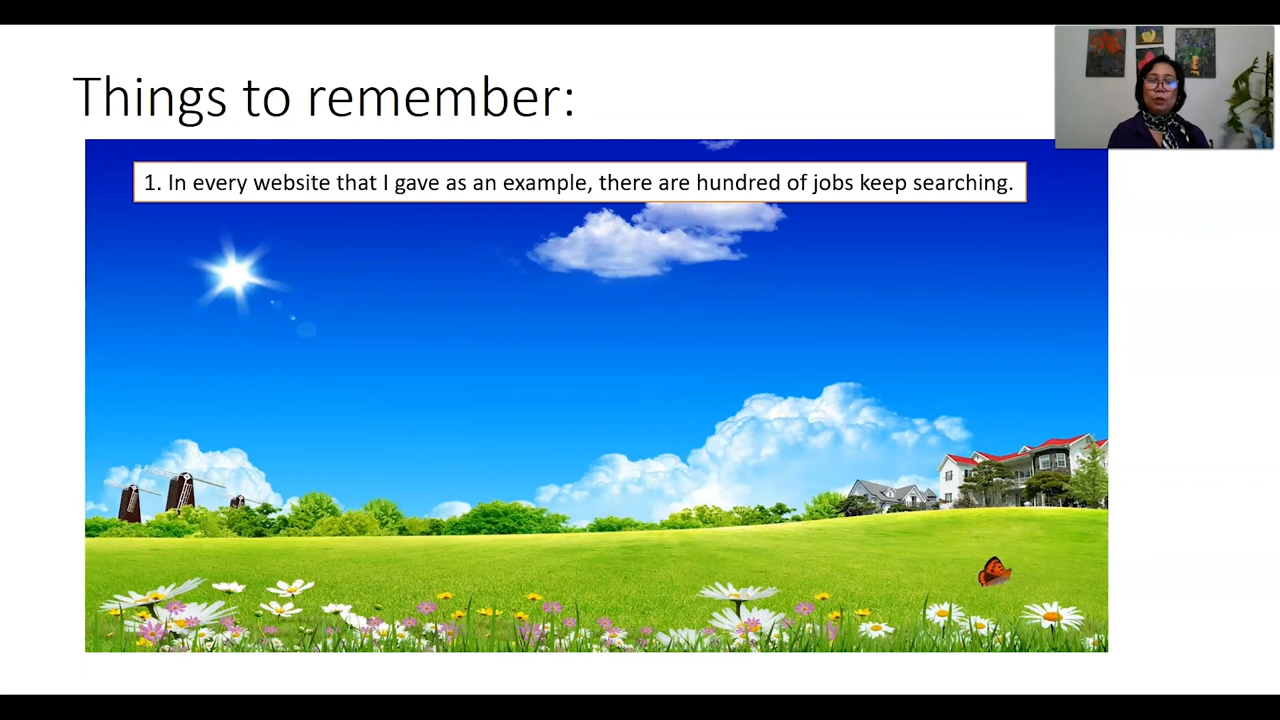 Things to remember:
1. In every website that I gave as an example, there are hundred of jobs keep searching.